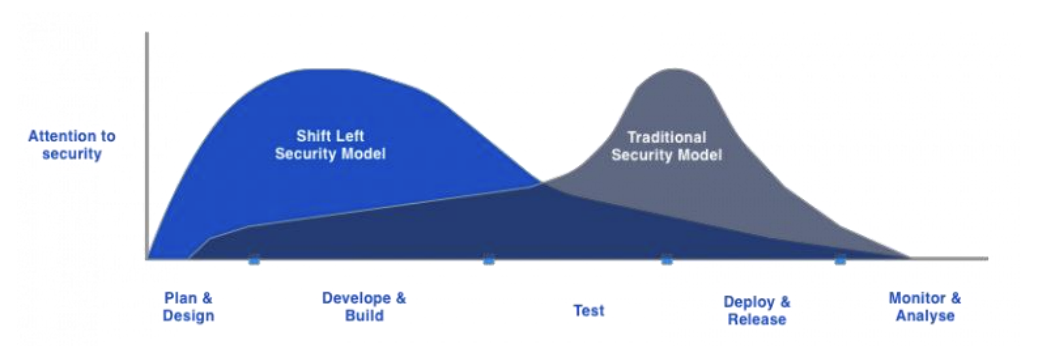 Attention to
security
Shift Left
Security Model
Traditional
Security Model
Plan &
Design
Develope &
Build
Test
Deploy &
Release
Monitor &
Analyse